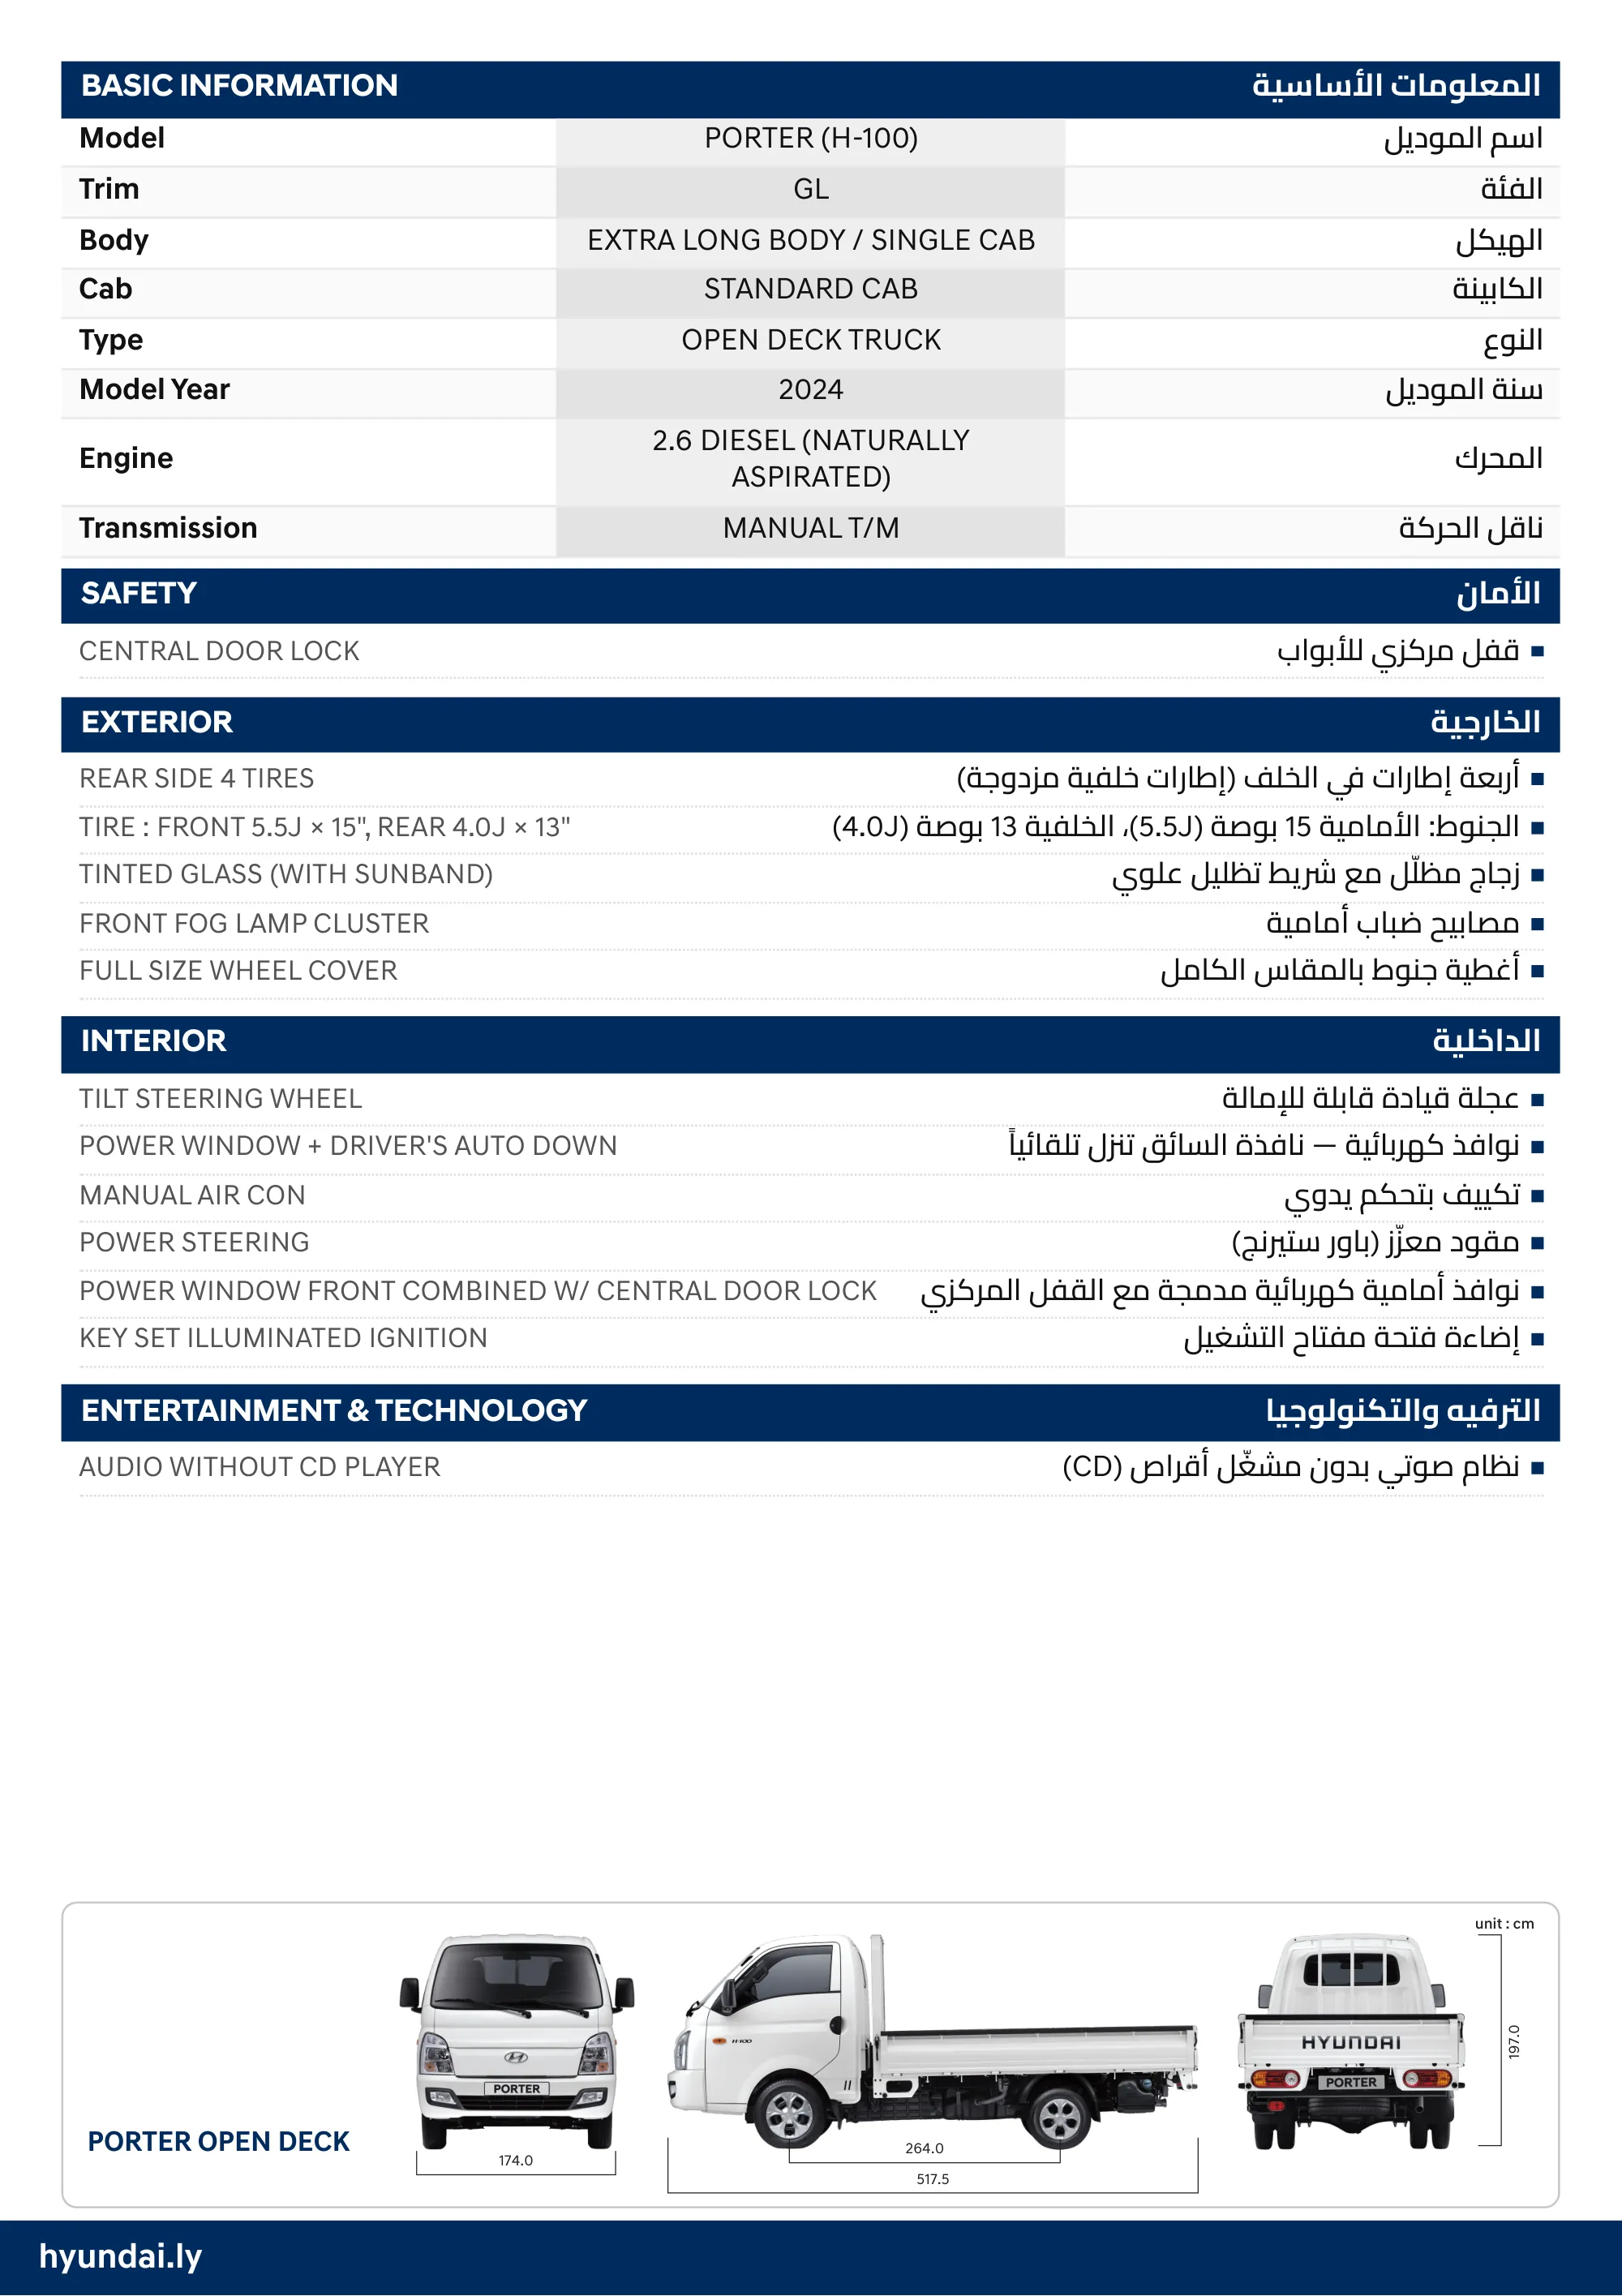 BASIC INFORMATION المعلومات الأساسية
Model PORTER (H-100) اسم الموديل
Trim GL الفئة
Body EXTRA LONG BODY / SINGLE CAB الهيكل
Cab STANDARD CAB الكابينة
Type OPEN DECK TRUCK النوع
Model Year 2024 سنة الموديل
Engine 2.6 DIESEL (NATURALLY
ASPIRATED) المحرك
Transmission MANUAL T/M ناقل الحركة
SAFETY الأمان
CENTRAL DOOR LOCK قفل مركزي للأبواب
EXTERIOR الخارجية
REAR SIDE 4 TIRES أربعة إطارات في الخلف (إطارات خلفية مزدوجة)
TIRE : FRONT 5.5J × 15", REAR 4.0J × 13" الجنوط: الأمامية 15 بوصة (5.5J)، الخلفية 13 بوصة (4.0J)
TINTED GLASS (WITH SUNBAND) زجاج مظلّل مع شريط تظليل علوي
FRONT FOG LAMP CLUSTER مصابيح ضباب أمامية
FULL SIZE WHEEL COVER أغطية جنوط بالمقاس الكامل
INTERIOR الداخلية
TILT STEERING WHEEL عجلة قيادة قابلة للإمالة
POWER WINDOW + DRIVER'S AUTO DOWN نوافذ كهربائية — نافذة السائق تنزل تلقائياً
MANUAL AIR CON تكييف بتحكم يدوي
POWER STEERING مقود معزّز (باور ستيرنج)
POWER WINDOW FRONT COMBINED W/ CENTRAL DOOR LOCK نوافذ أمامية كهربائية مدمجة مع القفل المركزي
KEY SET ILLUMINATED IGNITION إضاءة فتحة مفتاح التشغيل
ENTERTAINMENT & TECHNOLOGY الترفيه والتكنولوجيا
AUDIO WITHOUT CD PLAYER نظام صوتي بدون مشغّل أقراص (CD)
unit : cm
H-100
HYUNDAI
197.0
PORTER
PORTER
PORTER OPEN DECK
174.0
264.0
517.5
hyundai.ly